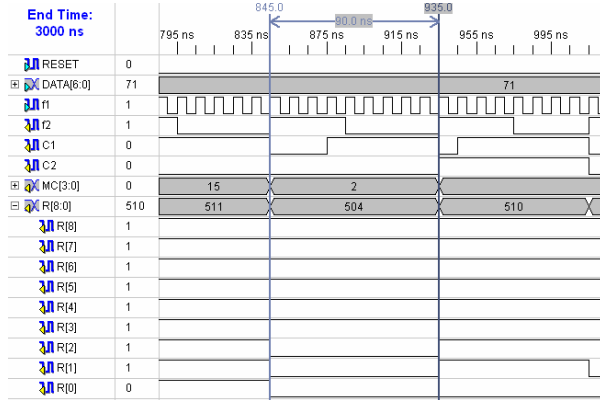 End Time:
3000 ns
845.0 935.0
90.0 ns
795 ns 835 ns 875 ns 915 ns 955 ns 995 ns
RESET 0
DATA[6:0] 71 71
f1 1
f2 1
C1 0
C2 0
MC[3:0] 0 15 2
R[8:0] 510 511 504 510
R[8] 1
R[7] 1
R[6] 1
R[5] 1
R[4] 1
R[3] 1
R[2] 1
R[1] 1
R[0] 0